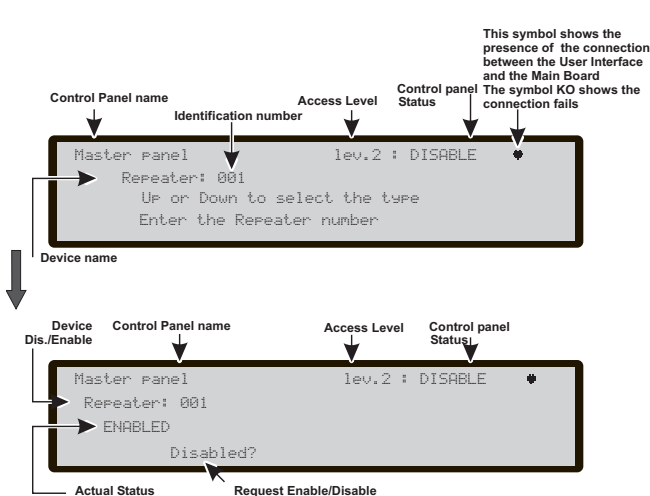 This symbol shows the
presence of the connection
between the User Interface
and the Main Board
The symbol KO shows the
connection fails
Control Panel name
Identification number
Access Level
Control panel
Status
Master panel lev.2 : DISABLE
Repeater: 001
Up or Down to select the type
Enter the Repeater number
Device name
Device
Dis./Enable
Control Panel name
Access Level
Control panel
Status
Master panel lev.2 : DISABLE
Repeater: 001
ENABLED
Disabled?
Actual Status
Request Enable/Disable